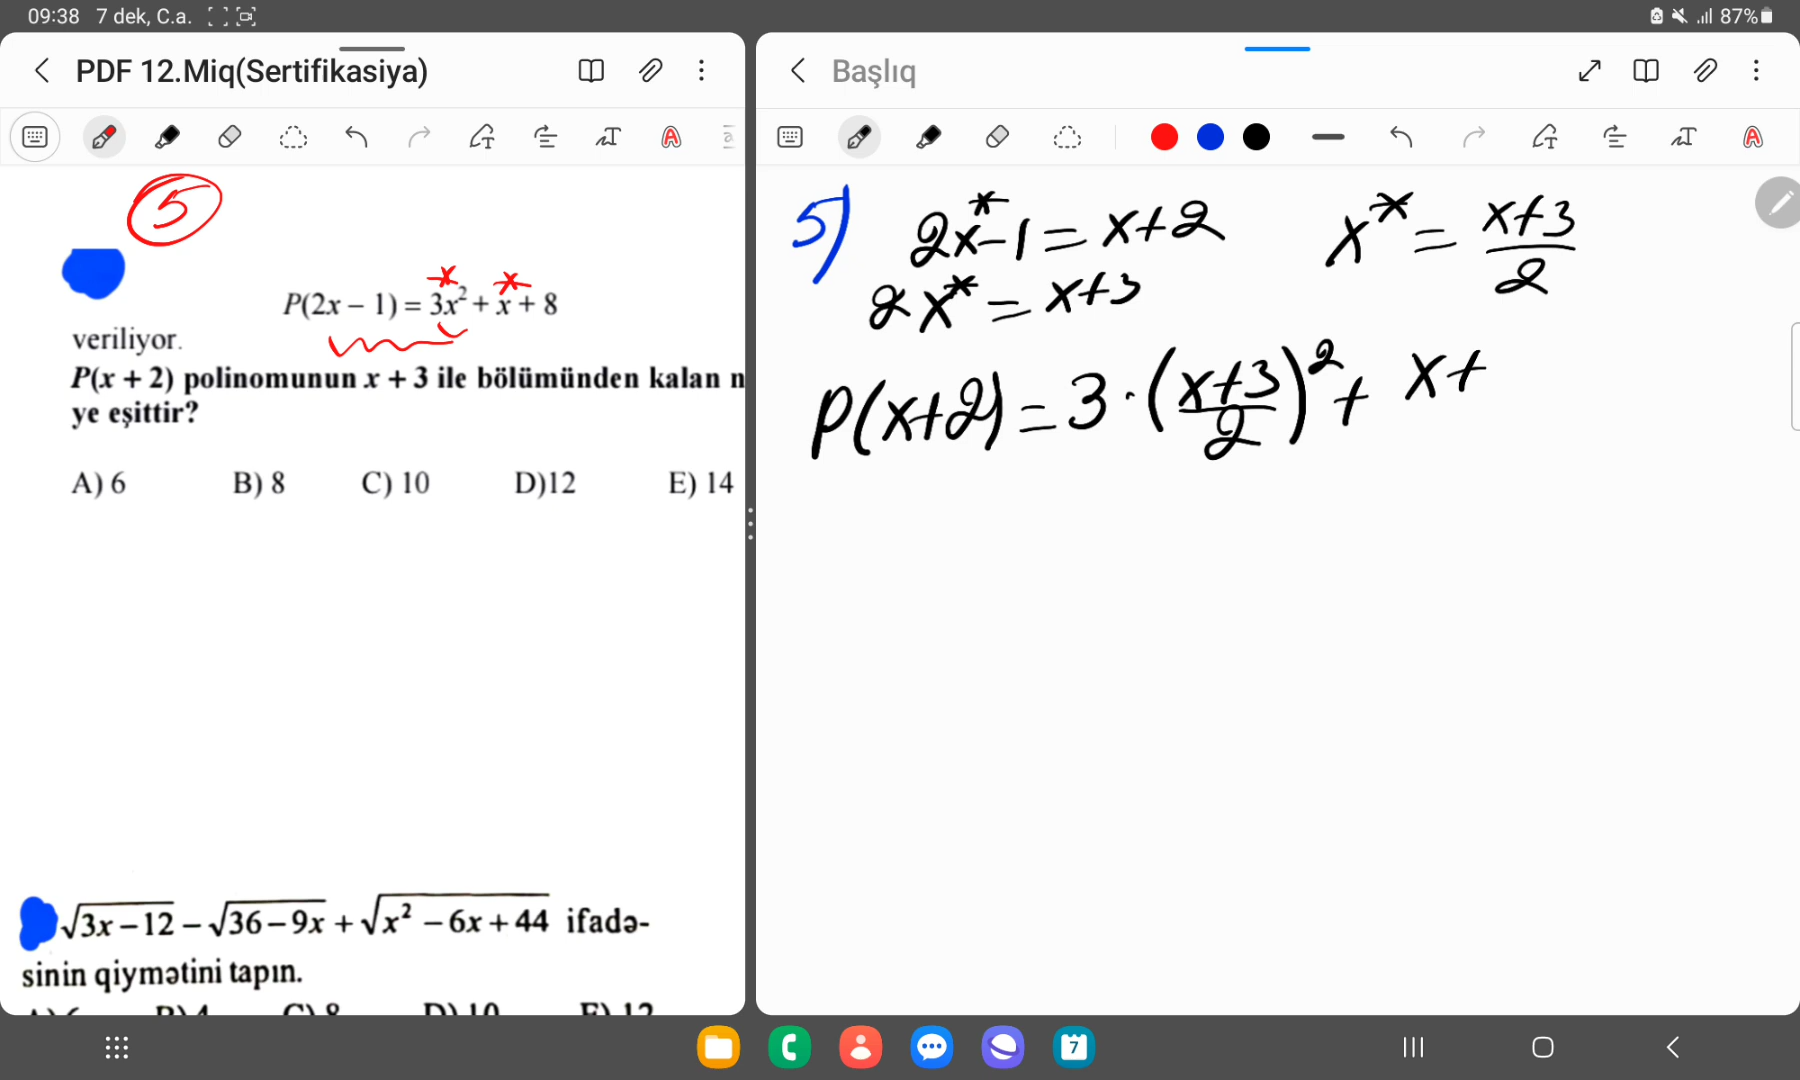 09:38 7 dek, C.a.
87%
PDF 12.Miq(Sertifikasiya)
Başlıq
5
P(2x – 1) = 3x² + x + 8
veriliyor.
P(x + 2) polinomunun x + 3 ile bölümünden kalan n
ye eşittir?
A) 6 B) 8 C) 10 D)12 E) 14
√3x – 12 – √36 – 9x + √x² – 6x + 44 ifadə-
sinin qiymətini tapın.
5) 2x* – 1 = x + 2
x* = x+3/2
2x* = x+3
P(x+2) = 3 · (x+3/2)² + x+
7